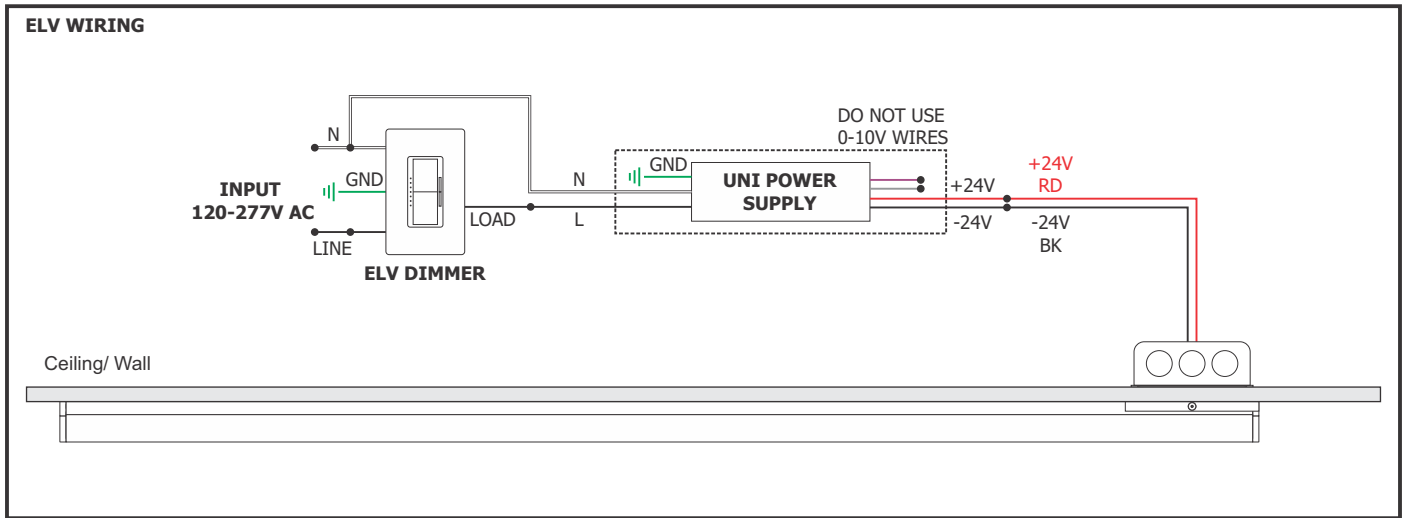 ELV WIRING
DO NOT USE
0-10V WIRES
N
GND
INPUT
120-277V AC
LINE
LOAD
ELV DIMMER
N
L
GND
UNI POWER
SUPPLY
+24V
-24V
+24V
RD
-24V
BK
Ceiling/ Wall